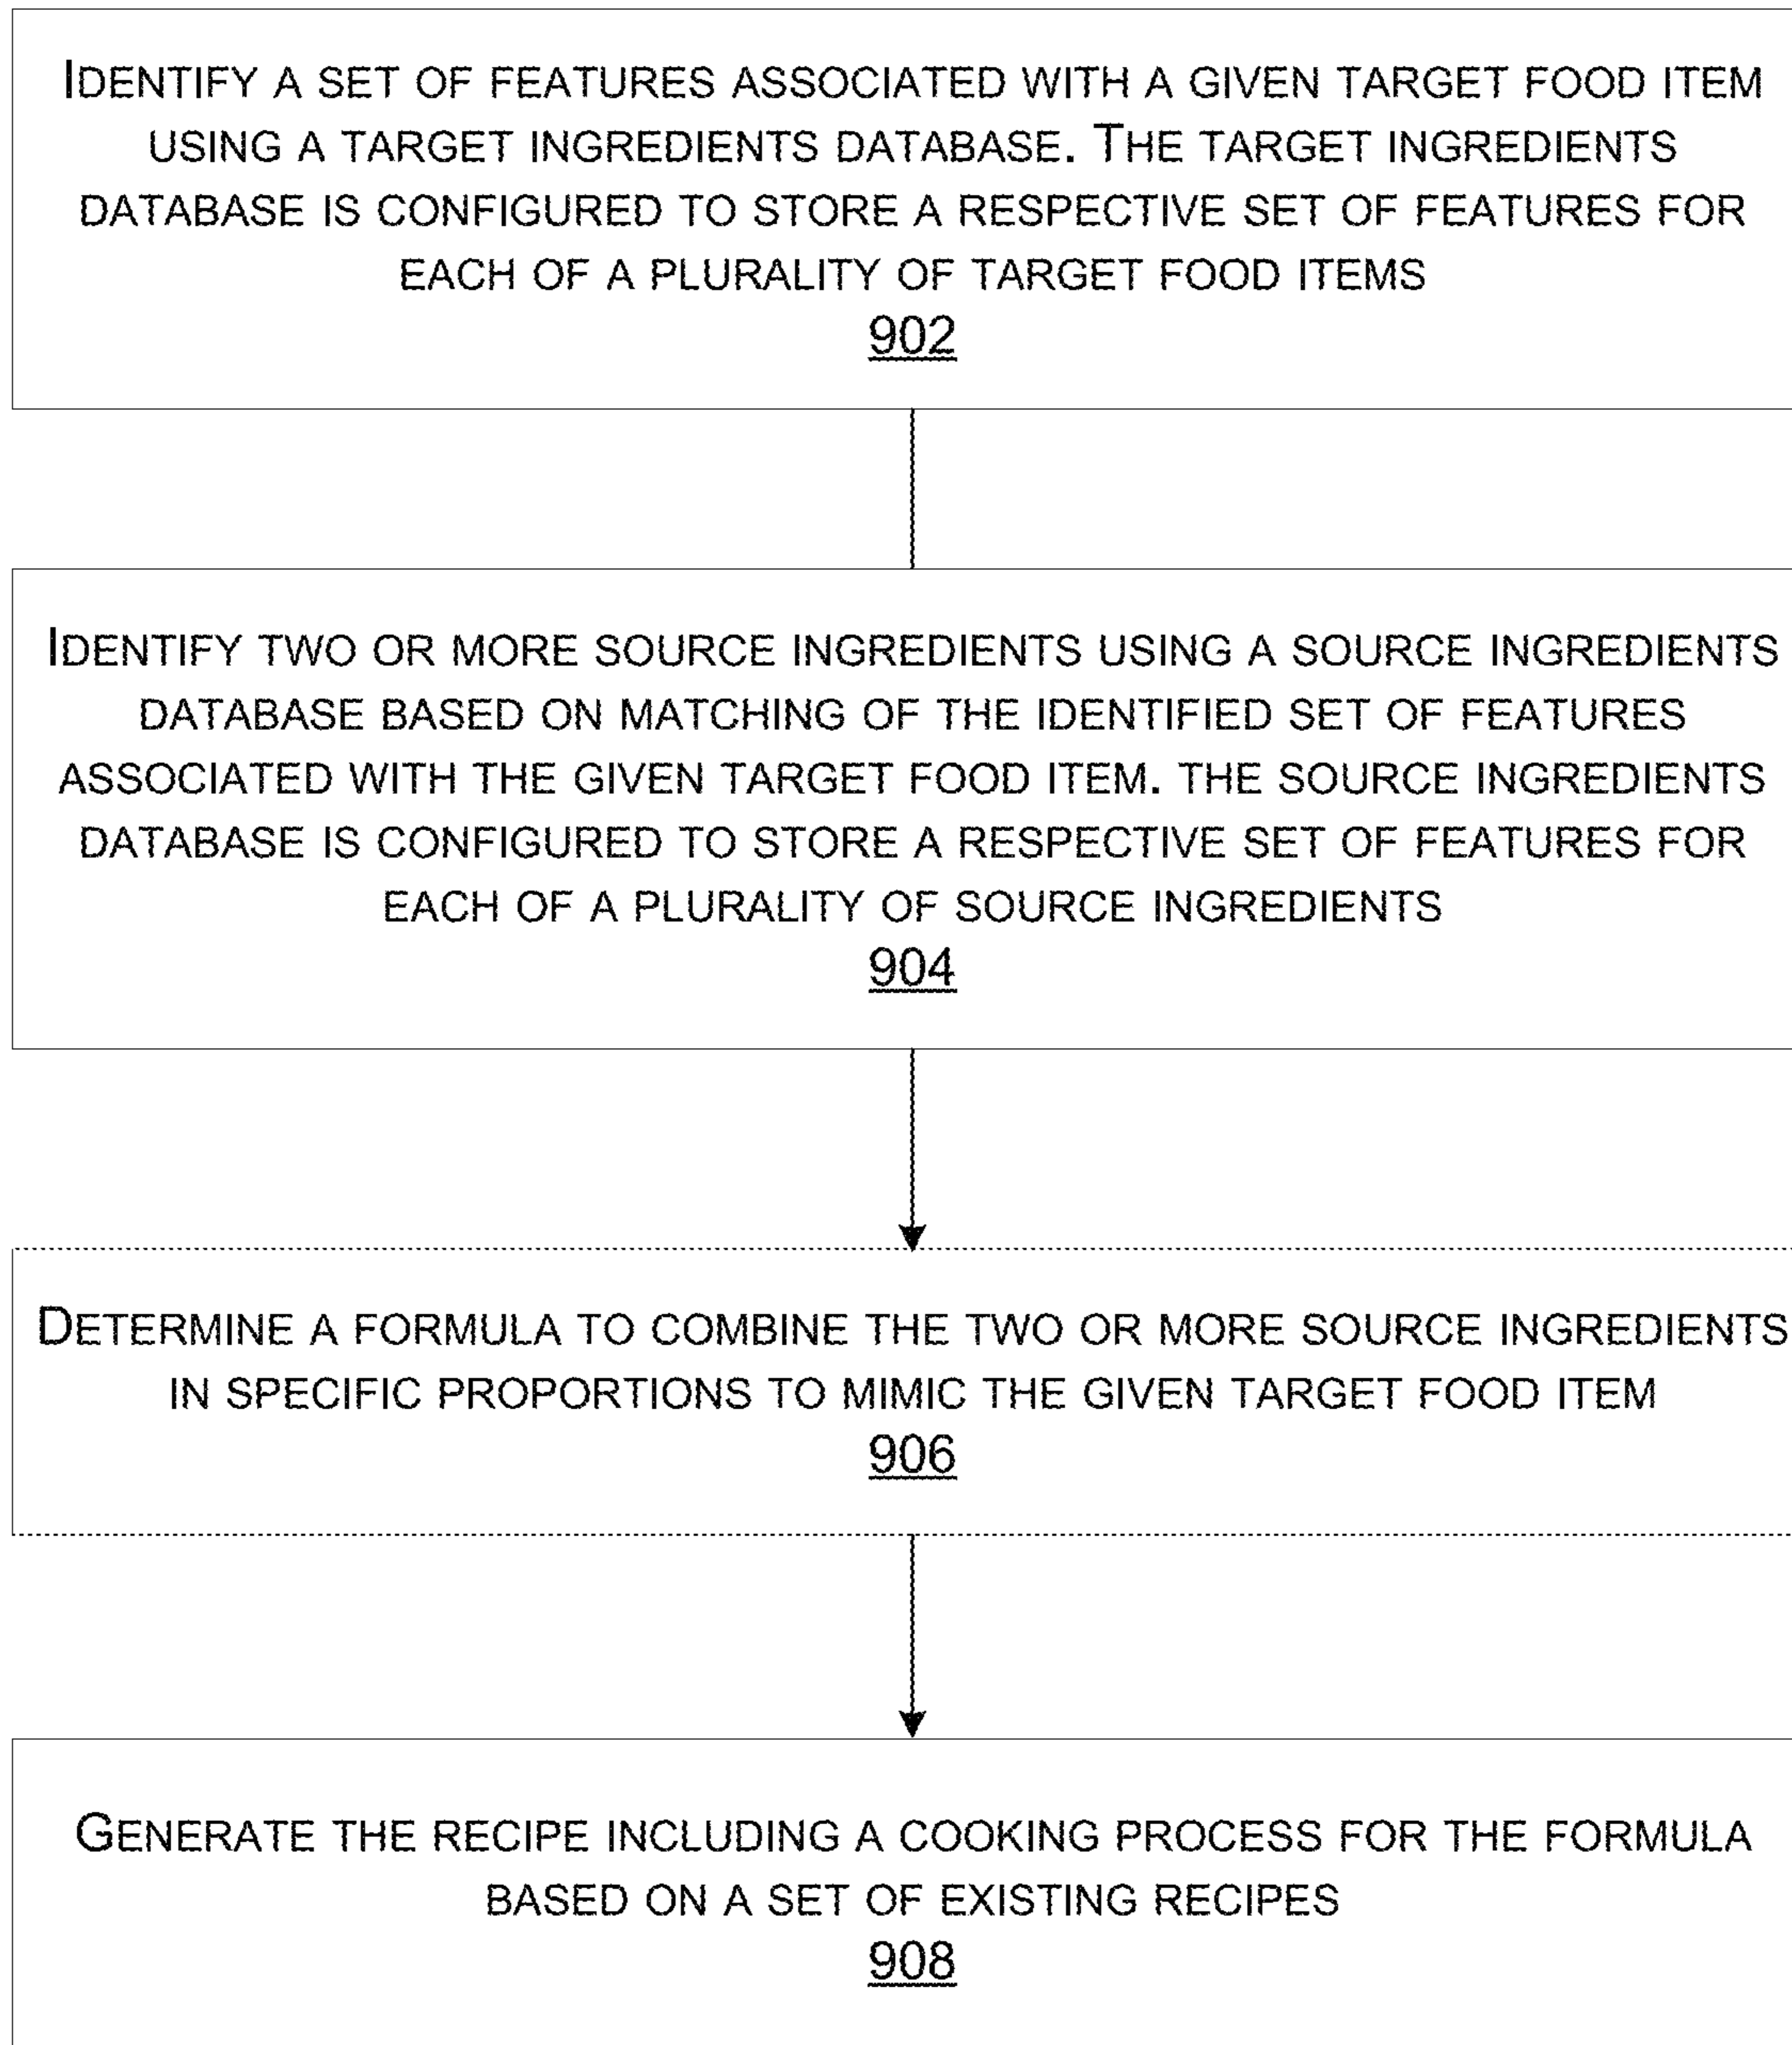 IDENTIFY A SET OF FEATURES ASSOCIATED WITH A GIVEN TARGET FOOD ITEM
USING A TARGET INGREDIENTS DATABASE. THE TARGET INGREDIENTS
DATABASE IS CONFIGURED TO STORE A RESPECTIVE SET OF FEATURES FOR
EACH OF A PLURALITY OF TARGET FOOD ITEMS
902
IDENTIFY TWO OR MORE SOURCE INGREDIENTS USING A SOURCE INGREDIENTS
DATABASE BASED ON MATCHING OF THE IDENTIFIED SET OF FEATURES
ASSOCIATED WITH THE GIVEN TARGET FOOD ITEM. THE SOURCE INGREDIENTS
DATABASE IS CONFIGURED TO STORE A RESPECTIVE SET OF FEATURES FOR
EACH OF A PLURALITY OF SOURCE INGREDIENTS
904
DETERMINE A FORMULA TO COMBINE THE TWO OR MORE SOURCE INGREDIENTS
IN SPECIFIC PROPORTIONS TO MIMIC THE GIVEN TARGET FOOD ITEM
906
GENERATE THE RECIPE INCLUDING A COOKING PROCESS FOR THE FORMULA
BASED ON A SET OF EXISTING RECIPES
908